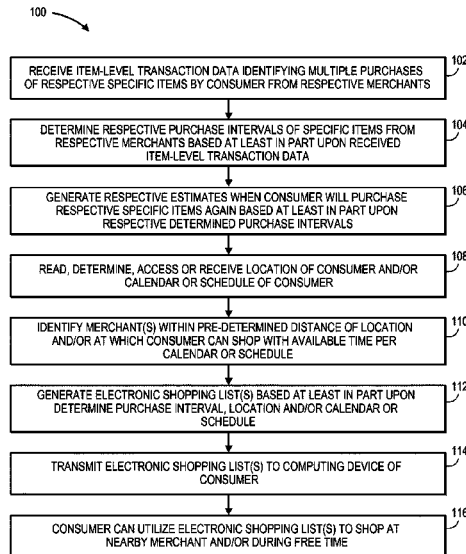 100
RECEIVE ITEM-LEVEL TRANSACTION DATA IDENTIFYING MULTIPLE PURCHASES
OF RESPECTIVE SPECIFIC ITEMS BY CONSUMER FROM RESPECTIVE MERCHANTS
102
DETERMINE RESPECTIVE PURCHASE INTERVALS OF SPECIFIC ITEMS FROM
RESPECTIVE MERCHANTS BASED AT LEAST IN PART UPON RECEIVED
ITEM-LEVEL TRANSACTION DATA
104
GENERATE RESPECTIVE ESTIMATES WHEN CONSUMER WILL PURCHASE
RESPECTIVE SPECIFIC ITEMS AGAIN BASED AT LEAST IN PART UPON
RESPECTIVE DETERMINED PURCHASE INTERVALS
106
READ, DETERMINE, ACCESS OR RECEIVE LOCATION OF CONSUMER AND/OR
CALENDAR OR SCHEDULE OF CONSUMER
108
IDENTIFY MERCHANT(S) WITHIN PRE-DETERMINED DISTANCE OF LOCATION
AND/OR AT WHICH CONSUMER CAN SHOP WITH AVAILABLE TIME PER
CALENDAR OR SCHEDULE
110
GENERATE ELECTRONIC SHOPPING LIST(S) BASED AT LEAST IN PART UPON
DETERMINE PURCHASE INTERVAL, LOCATION AND/OR CALENDAR OR
SCHEDULE
112
TRANSMIT ELECTRONIC SHOPPING LIST(S) TO COMPUTING DEVICE OF
CONSUMER
114
CONSUMER CAN UTILIZE ELECTRONIC SHOPPING LIST(S) TO SHOP AT
NEARBY MERCHANT AND/OR DURING FREE TIME
116